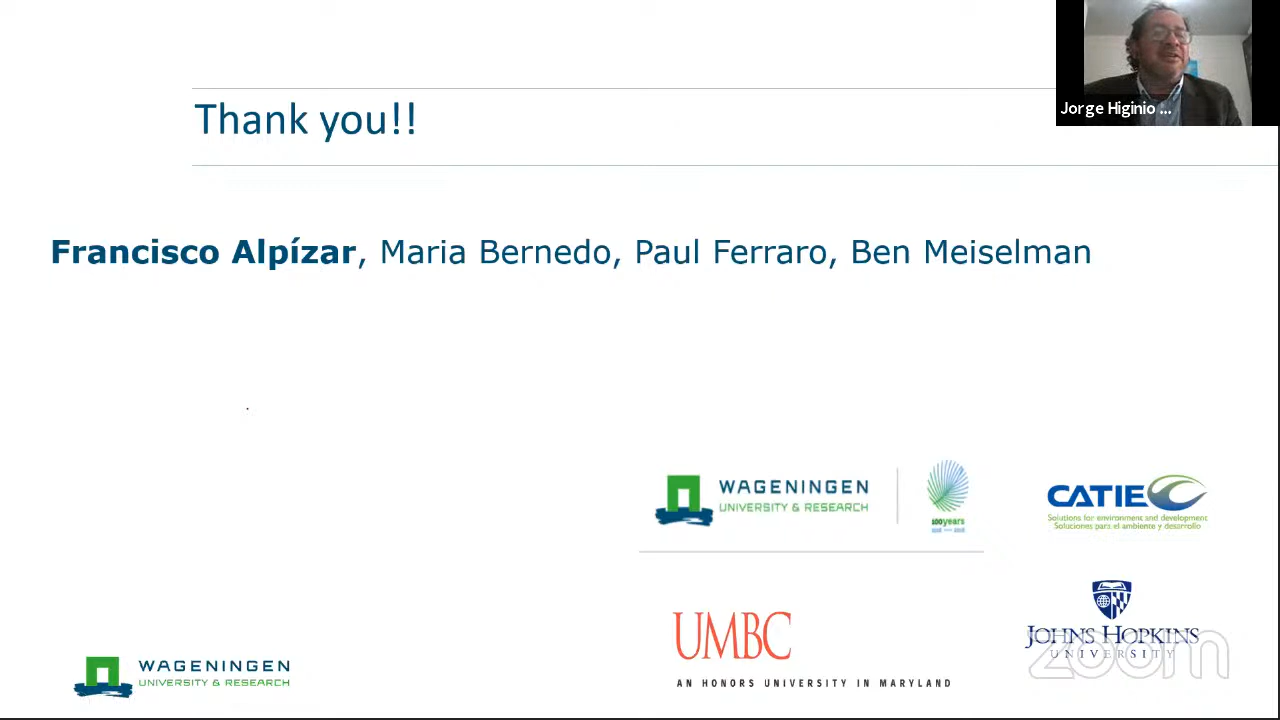 Thank you!!
Jorge Higinio ...
Francisco Alpízar, Maria Bernedo, Paul Ferraro, Ben Meiselman
WAGENINGEN
UNIVERSITY & RESEARCH
100years
CATIE
Solutions for environment and development
Soluciones para el ambiente y desarrollo
UMBC
AN HONORS UNIVERSITY IN MARYLAND
JOHNS HOPKINS
UNIVERSITY
zoom
WAGENINGEN
UNIVERSITY & RESEARCH